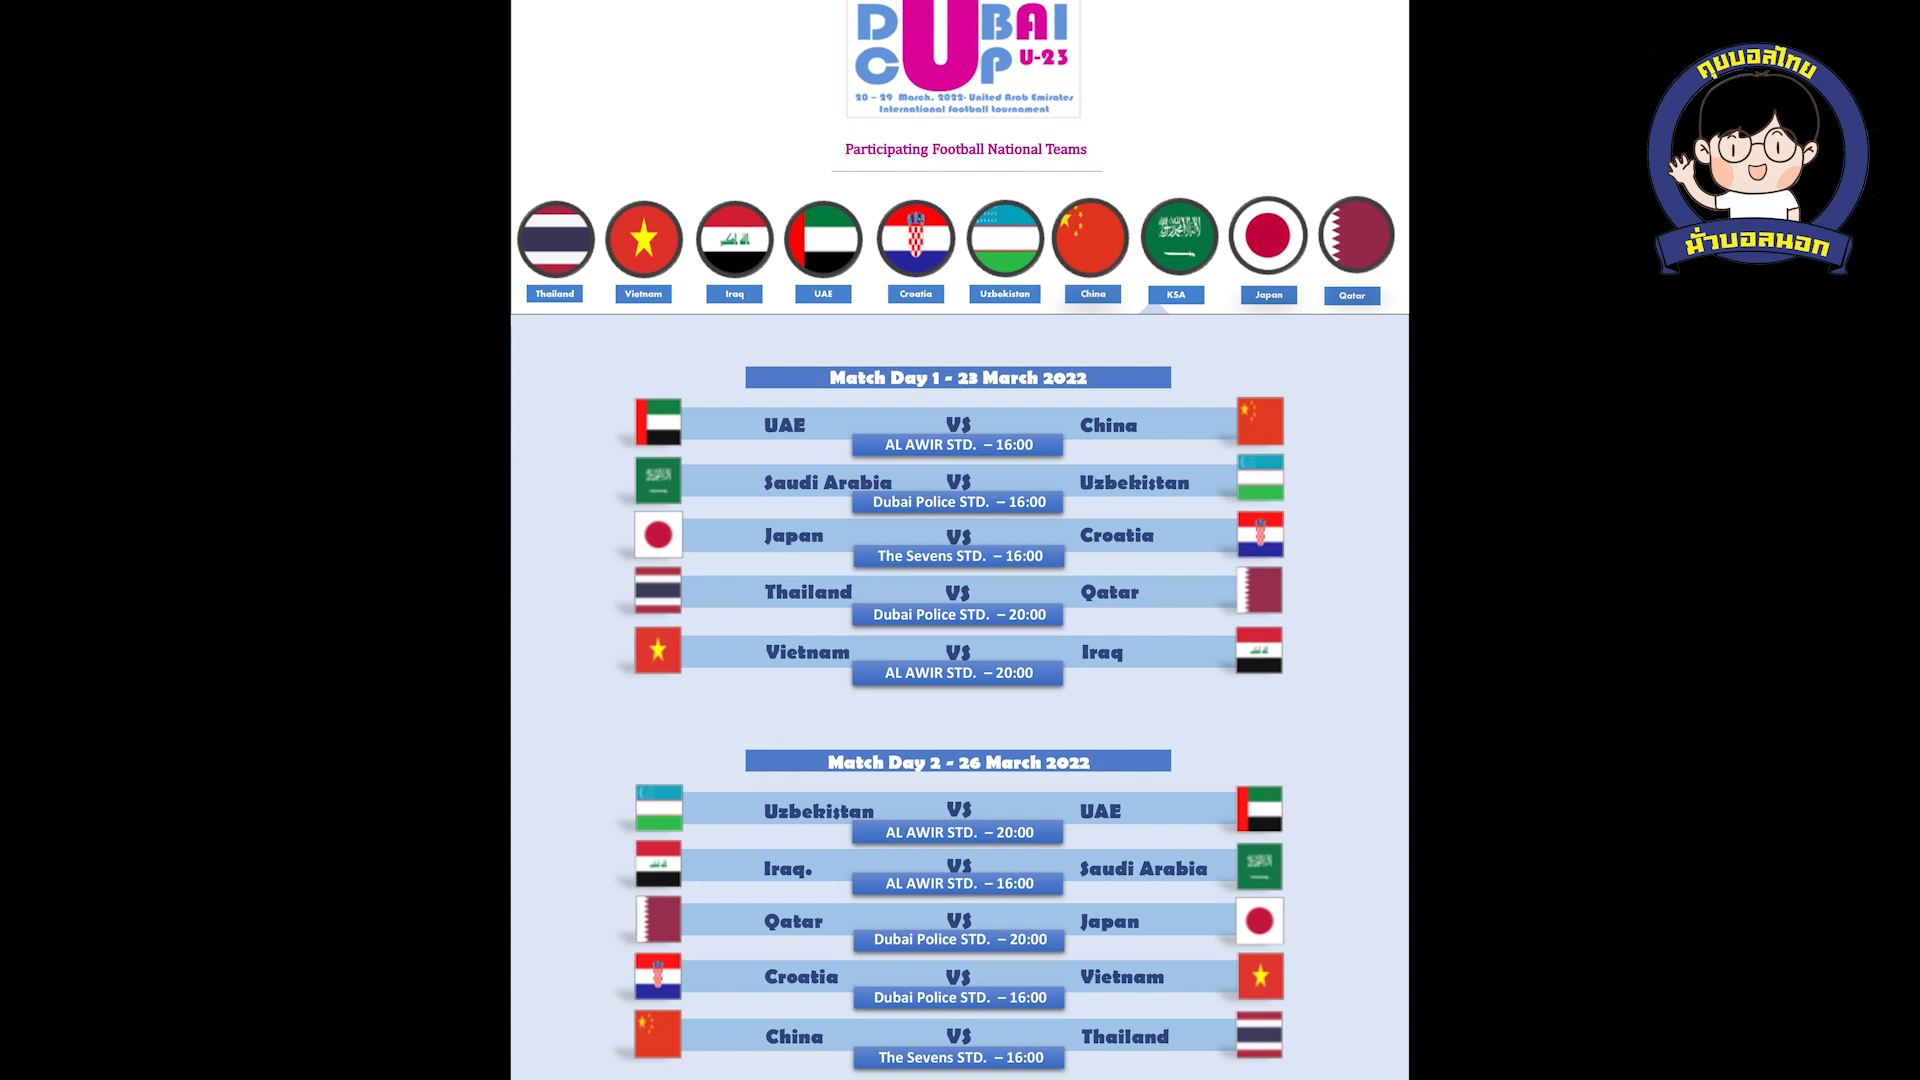 DUBAI
CUP U-23
20 – 29 March, 2022- United Arab Emirates
International football tournament
คุยบอลไทย
ม่ำบอลนอก
Participating Football National Teams
Thailand Vietnam Iraq UAE Croatia Uzbekistan China KSA Japan Qatar
Match Day 1 - 23 March 2022
UAE VS China
AL AWIR STD. – 16:00
Saudi Arabia VS Uzbekistan
Dubai Police STD. – 16:00
Japan VS Croatia
The Sevens STD. – 16:00
Thailand VS Qatar
Dubai Police STD. – 20:00
Vietnam VS Iraq
AL AWIR STD. – 20:00
Match Day 2 - 26 March 2022
Uzbekistan VS UAE
AL AWIR STD. – 20:00
Iraq. VS Saudi Arabia
AL AWIR STD. – 16:00
Qatar VS Japan
Dubai Police STD. – 20:00
Croatia VS Vietnam
Dubai Police STD. – 16:00
China VS Thailand
The Sevens STD. – 16:00